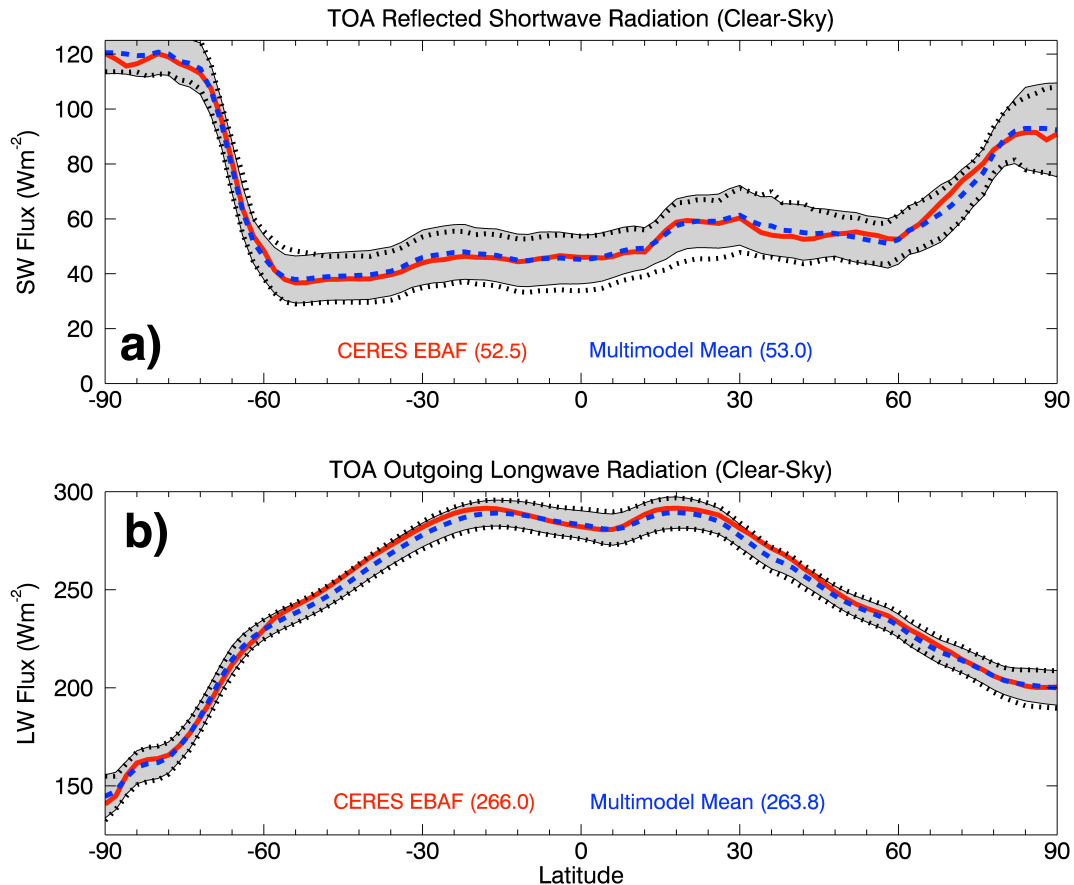 TOA Reflected Shortwave Radiation (Clear-Sky)
120
100
80
60
40
20
0
SW Flux (Wm-2)
a)
CERES EBAF (52.5) Multimodel Mean (53.0)
-90 -60 -30 0 30 60 90
TOA Outgoing Longwave Radiation (Clear-Sky)
300
250
200
150
LW Flux (Wm-2)
b)
CERES EBAF (266.0) Multimodel Mean (263.8)
-90 -60 -30 0 30 60 90
Latitude